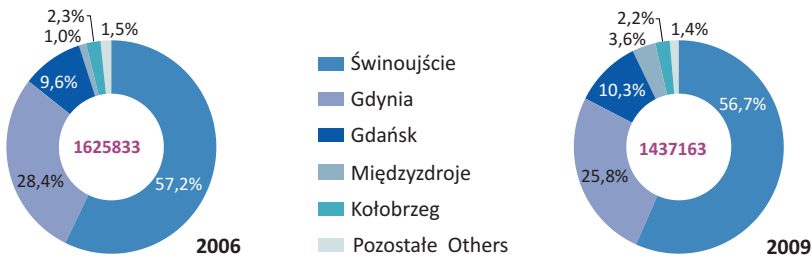 2,3%
1,0%
1,5%
9,6%
1625833
28,4%
57,2%
2006
Świnoujście
Gdynia
Gdańsk
Międzyzdroje
Kołobrzeg
Pozostałe Others
2,2%
3,6%
1,4%
10,3%
56,7%
1437163
25,8%
2009